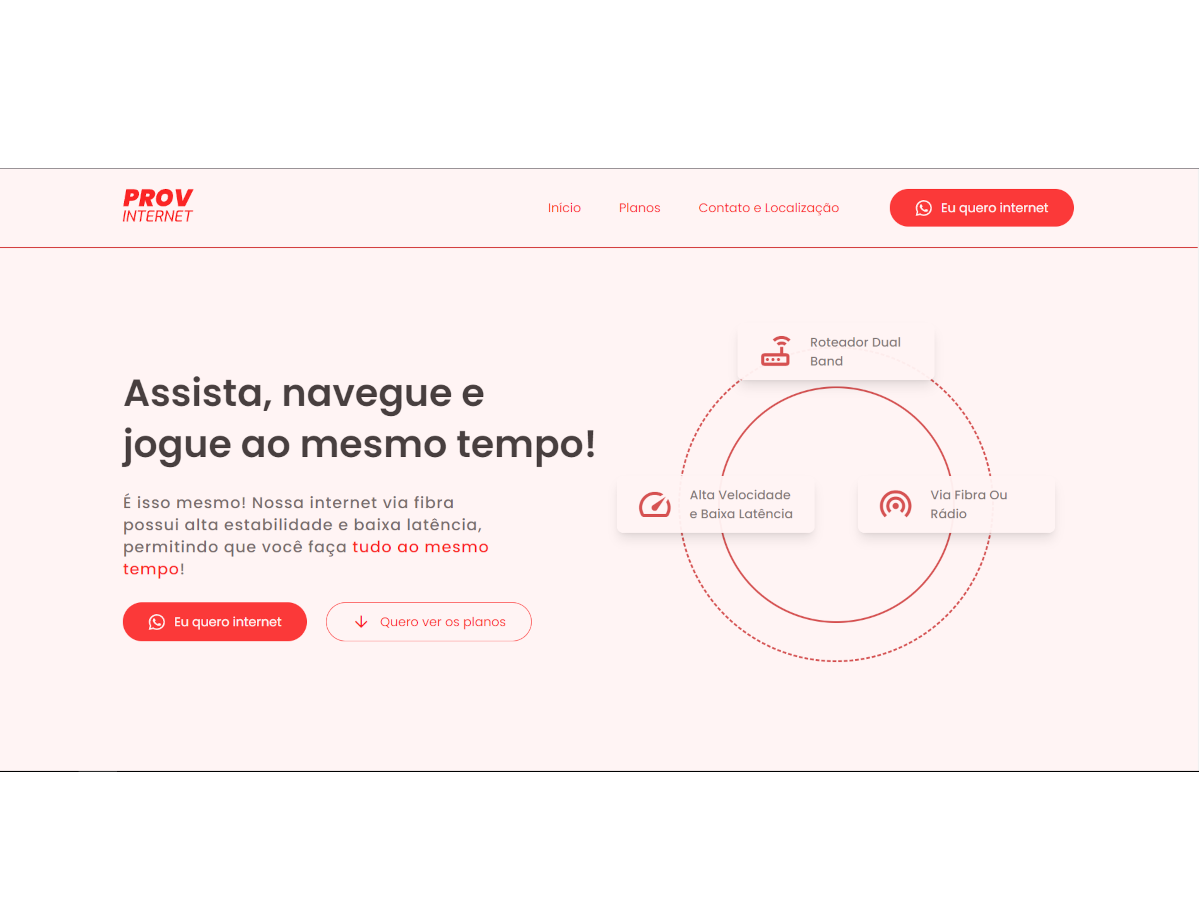 PROV
INTERNET
Início
Planos
Contato e Localização
Eu quero internet
Assista, navegue e
jogue ao mesmo tempo!
É isso mesmo! Nossa internet via fibra
possui alta estabilidade e baixa latência,
permitindo que você faça tudo ao mesmo
tempo!
Eu quero internet
Quero ver os planos
Roteador Dual
Band
Alta Velocidade
e Baixa Latência
Via Fibra Ou
Rádio